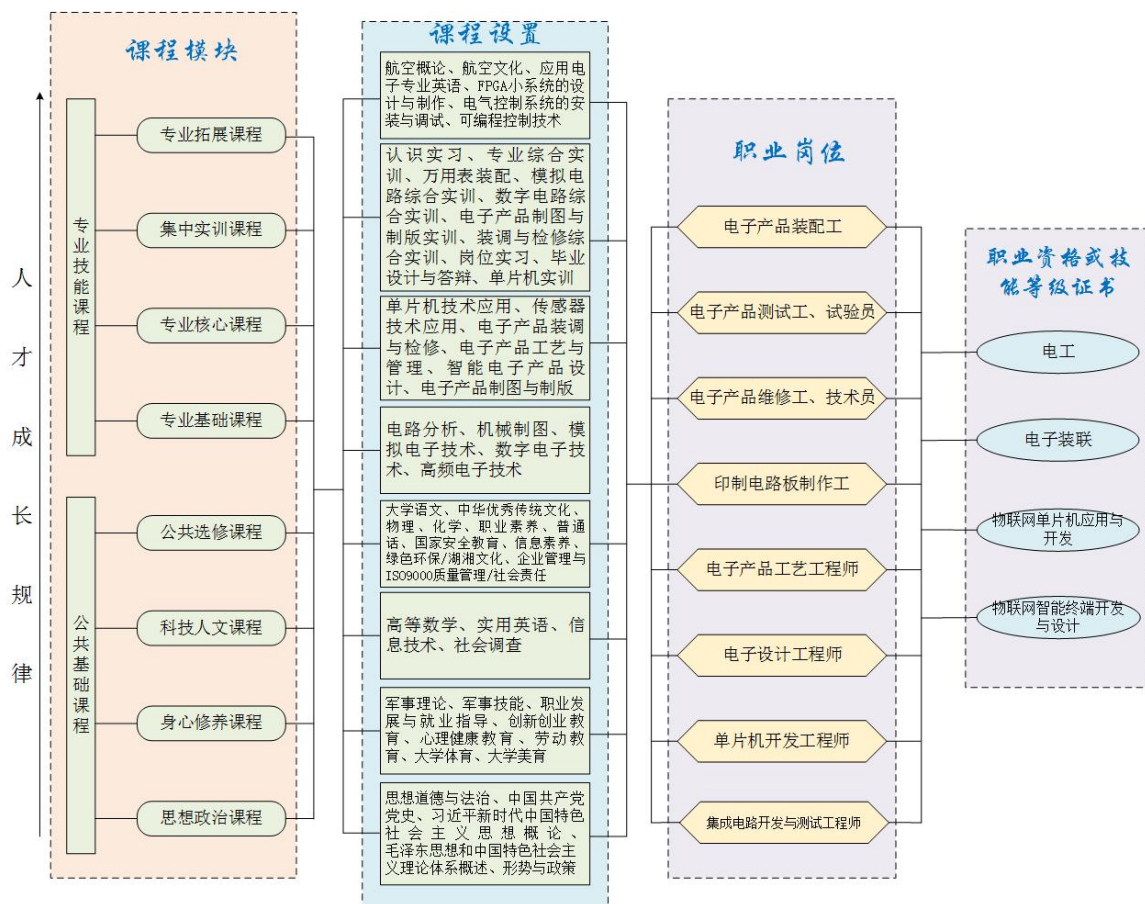 课程模块
人才成长规律
专业技能课程
专业拓展课程
集中实训课程
专业核心课程
专业基础课程
公共基础课程
公共选修课程
科技人文课程
身心修养课程
思想政治课程
课程设置
航空概论、航空文化、应用电
子专业英语、FPGA小系统的设
计与制作、电气控制系统的安
装与调试、可编程控制技术
认识实习、专业综合实
训、万用表装配、模拟电
路综合实训、数字电路综
合实训、电子产品制图与
制版实训、装调与检修综
合实训、岗位实习、毕业
设计与答辩、单片机实训
单片机技术应用、传感器
技术应用、电子产品装调
与检修、电子产品工艺与
管理、智能电子产品设
计、电子产品制图与制版
电路分析、机械制图、模
拟电子技术、数字电子技
术、高频电子技术
大学语文、中华优秀传统文化、
物理、化学、职业素养、普通
话、国家安全教育、信息素养、
绿色环保/湖湘文化、企业管理与
ISO9000质量管理/社会责任
高等数学、实用英语、信
息技术、社会调查
军事理论、军事技能、职业发
展与就业指导、创新创业教
育、心理健康教育、劳动教
育、大学体育、大学美育
思想道德与法治、中国共产党
党史、习近平新时代中国特色
社会主义思想概论、
毛泽东思想和中国特色社会主
义理论体系概述、形势与政策
职业岗位
电子产品装配工
电子产品测试工、试验员
电子产品维修工、技术员
印制电路板制作工
电子产品工艺工程师
电子设计工程师
单片机开发工程师
集成电路开发与测试工程师
职业资格或技
能等级证书
电工
电子装联
物联网单片机应用与
开发
物联网智能终端开发
与设计